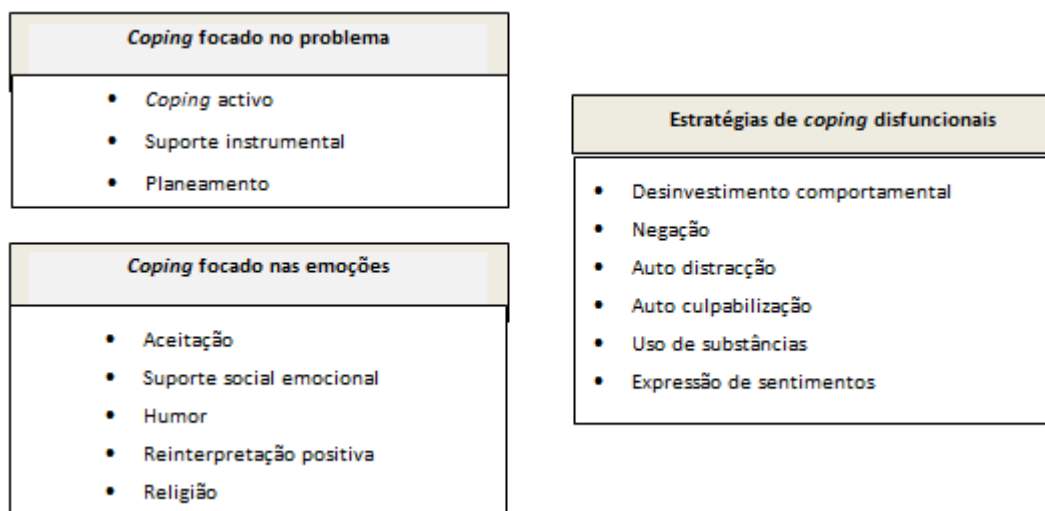 Coping focado no problema
• Coping activo
• Suporte instrumental
• Planeamento
Coping focado nas emoções
• Aceitação
• Suporte social emocional
• Humor
• Reinterpretação positiva
• Religião
Estratégias de coping disfuncionais
• Desinvestimento comportamental
• Negação
• Auto distracção
• Auto culpabilização
• Uso de substâncias
• Expressão de sentimentos